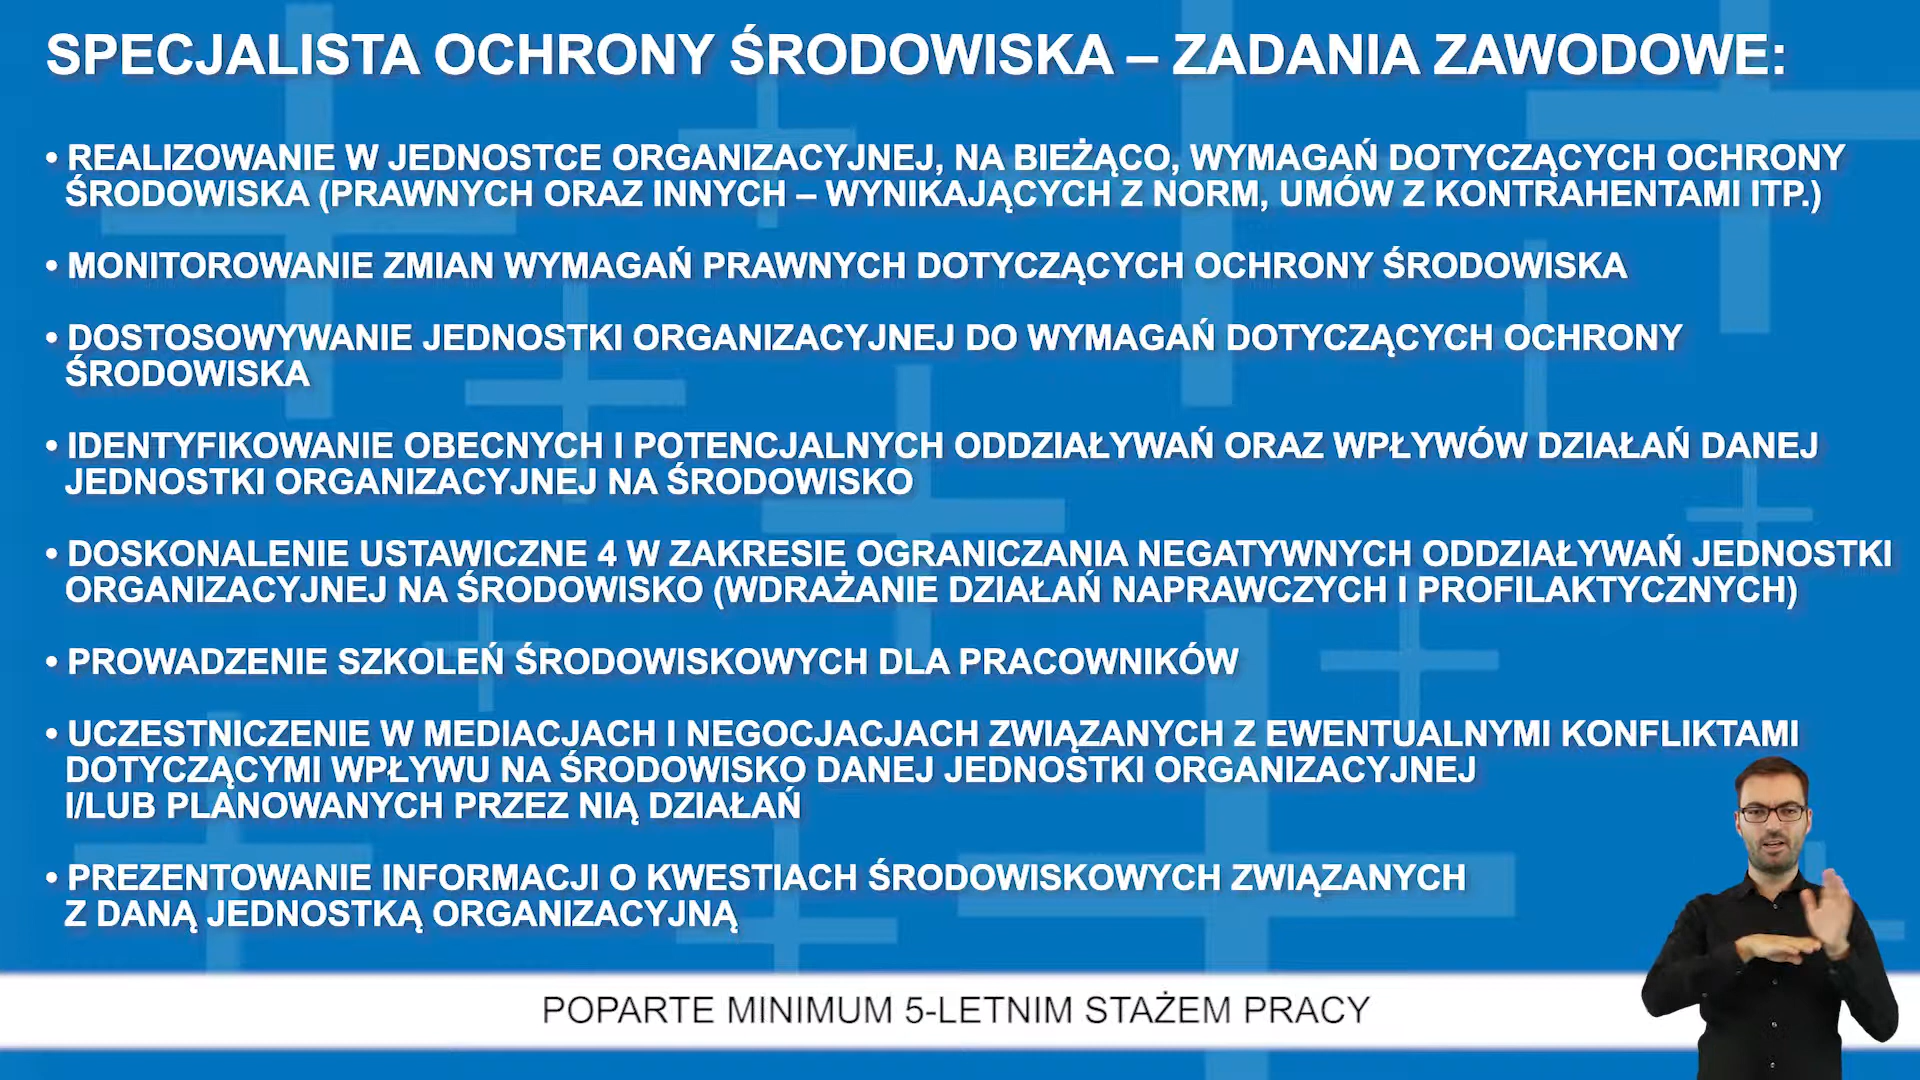 SPECJALISTA OCHRONY ŚRODOWISKA – ZADANIA ZAWODOWE:
• REALIZOWANIE W JEDNOSTCE ORGANIZACYJNEJ, NA BIEŻĄCO, WYMAGAŃ DOTYCZĄCYCH OCHRONY
ŚRODOWISKA (PRAWNYCH ORAZ INNYCH – WYNIKAJĄCYCH Z NORM, UMÓW Z KONTRAHENTAMI ITP.)
• MONITOROWANIE ZMIAN WYMAGAŃ PRAWNYCH DOTYCZĄCYCH OCHRONY ŚRODOWISKA
• DOSTOSOWYWANIE JEDNOSTKI ORGANIZACYJNEJ DO WYMAGAŃ DOTYCZĄCYCH OCHRONY
ŚRODOWISKA
• IDENTYFIKOWANIE OBECNYCH I POTENCJALNYCH ODDZIAŁYWAŃ ORAZ WPŁYWÓW DZIAŁAŃ DANEJ
JEDNOSTKI ORGANIZACYJNEJ NA ŚRODOWISKO
• DOSKONALENIE USTAWICZNE 4 W ZAKRESIE OGRANICZANIA NEGATYWNYCH ODDZIAŁYWAŃ JEDNOSTKI
ORGANIZACYJNEJ NA ŚRODOWISKO (WDRAŻANIE DZIAŁAŃ NAPRAWCZYCH I PROFILAKTYCZNYCH)
• PROWADZENIE SZKOLEŃ ŚRODOWISKOWYCH DLA PRACOWNIKÓW
• UCZESTNICZENIE W MEDIACJACH I NEGOCJACJACH ZWIĄZANYCH Z EWENTUALNYMI KONFLIKTAMI
DOTYCZĄCYMI WPŁYWU NA ŚRODOWISKO DANEJ JEDNOSTKI ORGANIZACYJNEJ
I/LUB PLANOWANYCH PRZEZ NIĄ DZIAŁAŃ
• PREZENTOWANIE INFORMACJI O KWESTIACH ŚRODOWISKOWYCH ZWIĄZANYCH
Z DANĄ JEDNOSTKĄ ORGANIZACYJNĄ
POPARTE MINIMUM 5-LETNIM STAŻEM PRACY